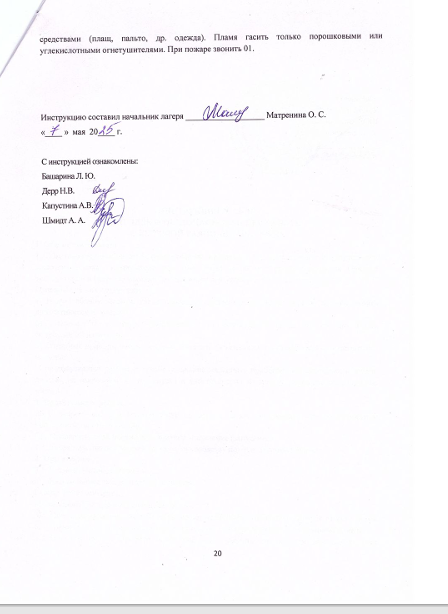 средствами (плащ, пальто, др. одежда). Пламя гасить только порошковыми или
углекислотными огнетушителями. При пожаре звонить 01.
Инструкцию составил начальник лагеря ____________ Матренина О. С.
« 7 » мая 2025 г.
С инструкцией ознакомлены:
Башарина Л. Ю.
Дерр Н.В.
Капустина А.В.
Шмидт А. А.
20